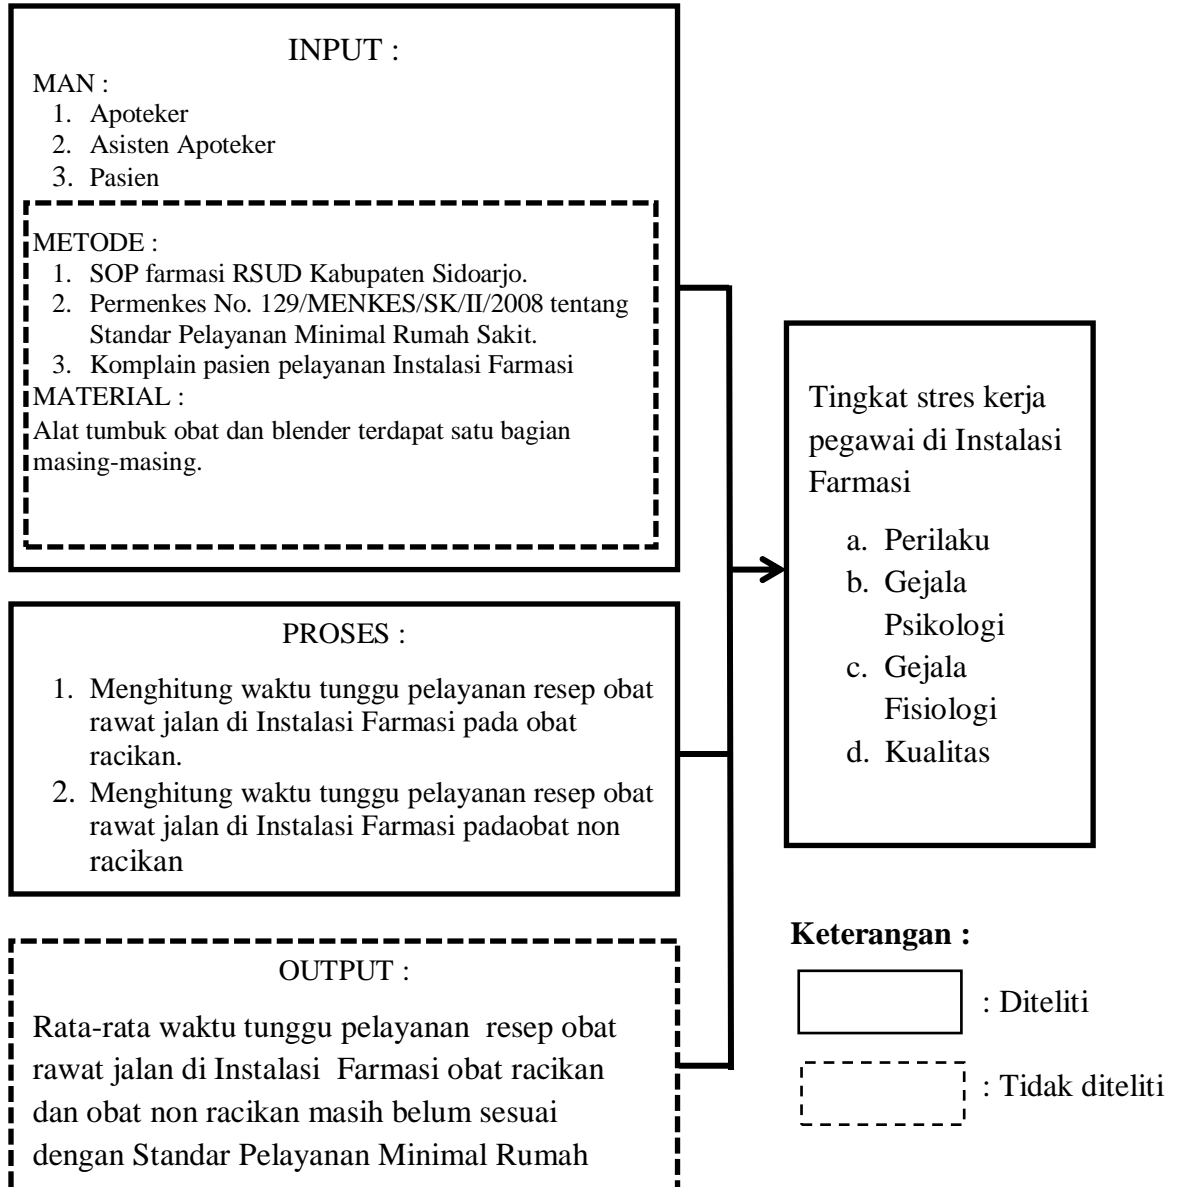 INPUT :
MAN :
1. Apoteker
2. Asisten Apoteker
3. Pasien
METODE :
1. SOP farmasi RSUD Kabupaten Sidoarjo.
2. Permenkes No. 129/MENKES/SK/II/2008 tentang
Standar Pelayanan Minimal Rumah Sakit.
3. Komplain pasien pelayanan Instalasi Farmasi
MATERIAL :
Alat tumbuk obat dan blender terdapat satu bagian
masing-masing.
PROSES :
1. Menghitung waktu tunggu pelayanan resep obat
rawat jalan di Instalasi Farmasi pada obat
racikan.
2. Menghitung waktu tunggu pelayanan resep obat
rawat jalan di Instalasi Farmasi padaobat non
racikan
OUTPUT :
Rata-rata waktu tunggu pelayanan resep obat
rawat jalan di Instalasi Farmasi obat racikan
dan obat non racikan masih belum sesuai
dengan Standar Pelayanan Minimal Rumah
Tingkat stres kerja
pegawai di Instalasi
Farmasi
a. Perilaku
b. Gejala
Psikologi
c. Gejala
Fisiologi
d. Kualitas
Keterangan :
: Diteliti
: Tidak diteliti